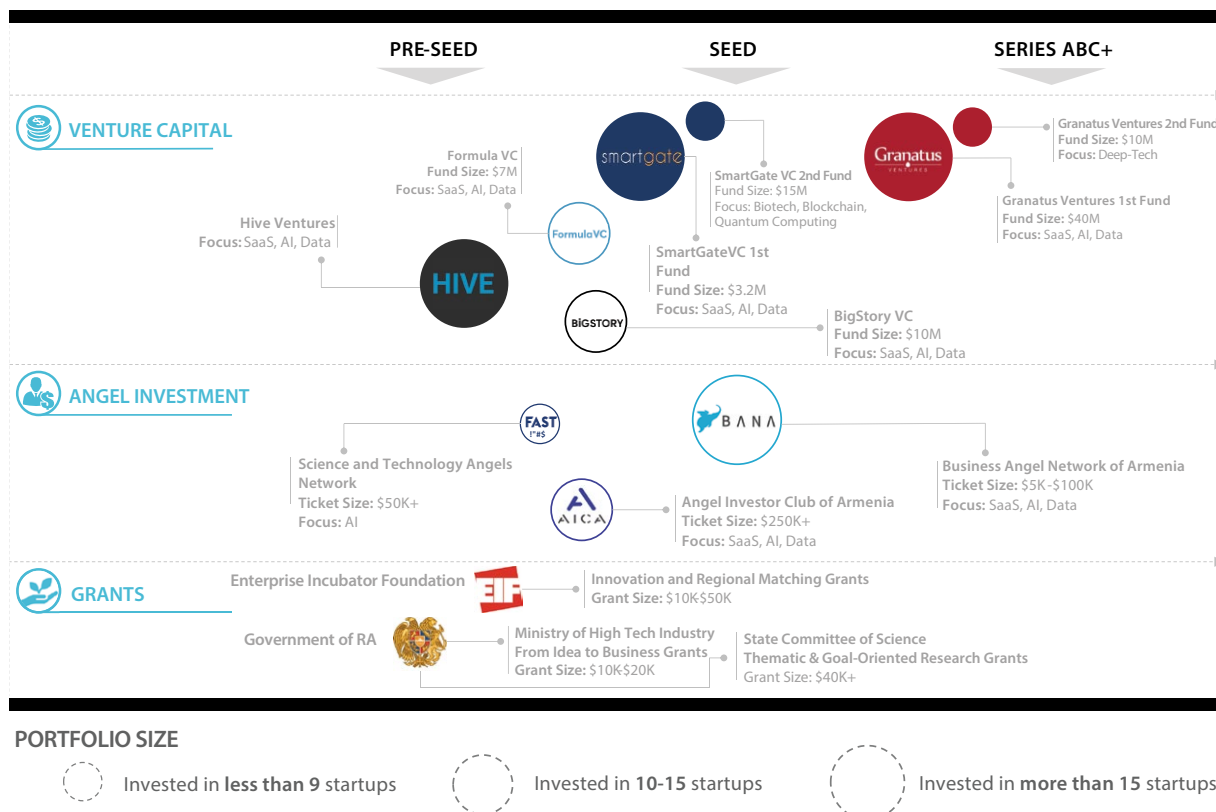 PRE-SEED
SEED
SERIES ABC+
VENTURE CAPITAL
Formula VC
Fund Size: $7M
Focus: SaaS, AI, Data
FormulaVC
Hive Ventures
Focus: SaaS, AI, Data
HIVE
smartgate
SmartGate VC 2nd Fund
Fund Size: $15M
Focus: Biotech, Blockchain,
Quantum Computing
SmartGateVC 1st
Fund
Fund Size: $3.2M
Focus: SaaS, AI, Data
Granatus
VENTURES
Granatus Ventures 2nd Fund
Fund Size: $10M
Focus: Deep-Tech
Granatus Ventures 1st Fund
Fund Size: $40M
Focus: SaaS, AI, Data
BiGSTORY
BigStory VC
Fund Size: $10M
Focus: SaaS, AI, Data
ANGEL INVESTMENT
FAST
!"#$
Science and Technology Angels
Network
Ticket Size: $50K+
Focus: AI
BANA
Business Angel Network of Armenia
Ticket Size: $5K-$100K
Focus: SaaS, AI, Data
AICA
Angel Investor Club of Armenia
Ticket Size: $250K+
Focus: SaaS, AI, Data
GRANTS
Enterprise Incubator Foundation
EIF
Innovation and Regional Matching Grants
Grant Size: $10K-$50K
Government of RA
Ministry of High Tech Industry
From Idea to Business Grants
Grant Size: $10K-$20K
State Committee of Science
Thematic & Goal-Oriented Research Grants
Grant Size: $40K+
PORTFOLIO SIZE
Invested in less than 9 startups
Invested in 10-15 startups
Invested in more than 15 startups